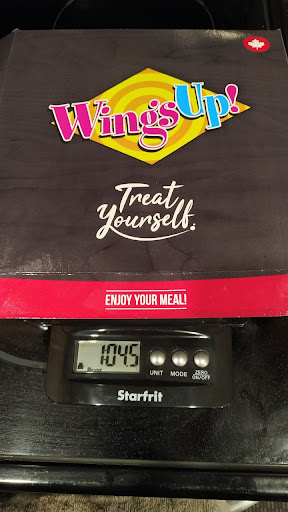 WingsUp!
Treat
Yourself.
ENJOY YOUR MEAL!
1045
UNIT
MODE
ZERO
ON/OFF
Starfrit